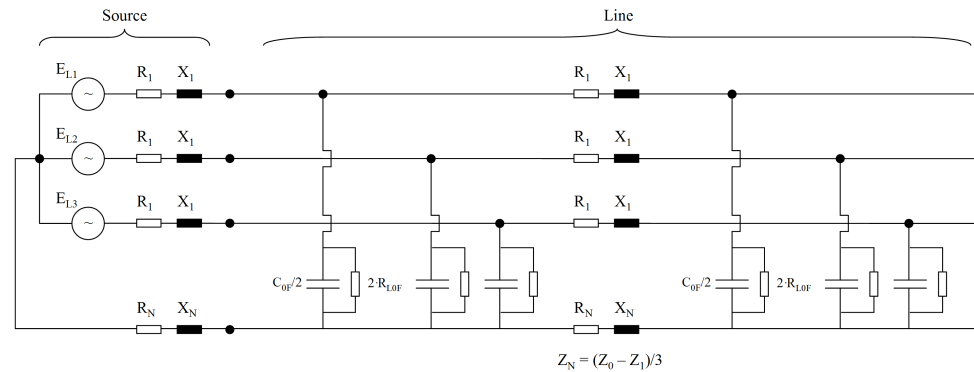 Source
Line
E_L1
R_1
X_1
R_1
X_1
~
E_L2
R_1
X_1
R_1
X_1
~
E_L3
R_1
X_1
R_1
X_1
~
C_0F/2
2·R_L0F
C_0F/2
2·R_L0F
R_N
X_N
R_N
X_N
Z_N = (Z_0 – Z_1)/3